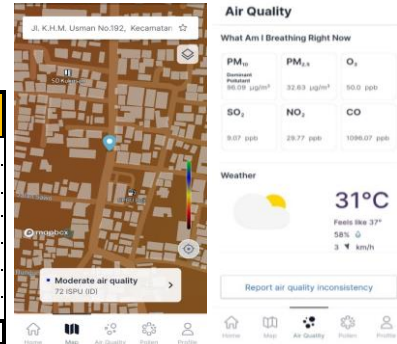 Jl. K.H.M. Usman No.192, Kecamatan
SD Kukusan
mapbox
Moderate air quality
72 ISPU (ID)
Home
Map
Air Quality
Pollen
Profile
Air Quality
What Am I Breathing Right Now
PM₁₀
Dominant
Pollutant
96.09 µg/m³
PM₂.₅
32.63 µg/m³
O₃
50.0 ppb
SO₂
9.07 ppb
NO₂
29.77 ppb
CO
1096.07 ppb
Weather
31°C
Feels like 37°
58%
3 km/h
Report air quality inconsistency
Home
Map
Air Quality
Pollen
Profile